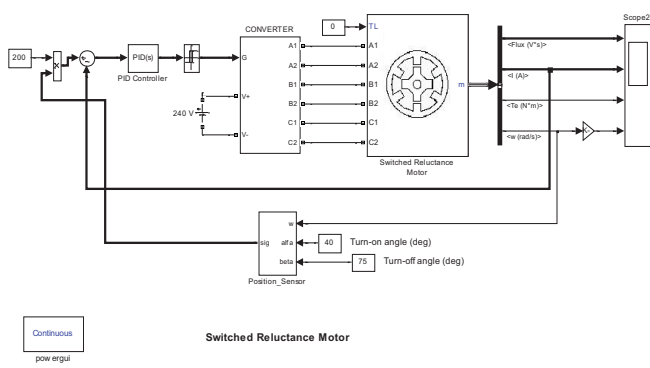 Scope2
CONVERTER
0
TL
<Flux (V*s)>
200
x
PID(s)
PID Controller
G
A1
A1
A2
A2
<I (A)>
B1
B1
m
V+
B2
B2
<Te (N*m)>
240 V
C1
C1
V-
C2
C2
<w (rad/s)>
K-
Switched Reluctance
Motor
w
sig
alfa
40
Turn-on angle (deg)
beta
75
Turn-off angle (deg)
Position_Sensor
Continuous
powergui
Switched Reluctance Motor